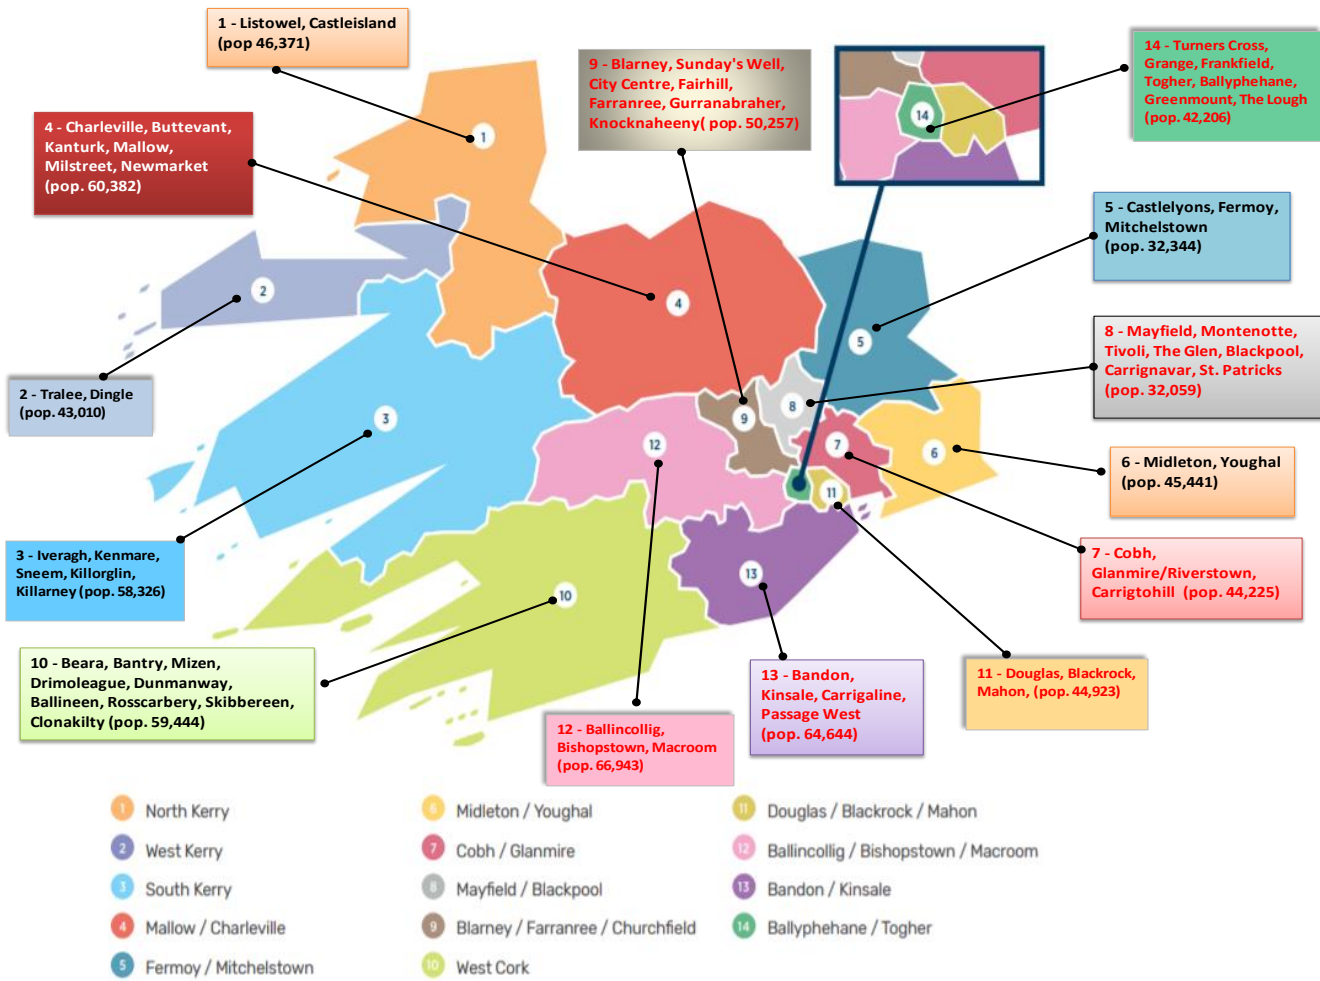 1 - Listowel, Castleisland
(pop 46,371)
9 - Blarney, Sunday's Well,
City Centre, Fairhill,
Farranree, Gurranabraher,
Knocknaheeny( pop. 50,257)
14 - Turners Cross,
Grange, Frankfield,
Togher, Ballyphehane,
Greenmount, The Lough
(pop. 42,206)
4 - Charleville, Buttevant,
Kanturk, Mallow,
Milstreet, Newmarket
(pop. 60,382)
5 - Castlelyons, Fermoy,
Mitchelstown
(pop. 32,344)
8 - Mayfield, Montenotte,
Tivoli, The Glen, Blackpool,
Carrignavar, St. Patricks
(pop. 32,059)
2 - Tralee, Dingle
(pop. 43,010)
6 - Midleton, Youghal
(pop. 45,441)
3 - Iveragh, Kenmare,
Sneem, Killorglin,
Killarney (pop. 58,326)
7 - Cobh,
Glanmire/Riverstown,
Carrigtohill (pop. 44,225)
10 - Beara, Bantry, Mizen,
Drimoleague, Dunmanway,
Ballineen, Rosscarbery, Skibbereen,
Clonakilty (pop. 59,444)
12 - Ballincollig,
Bishopstown, Macroom
(pop. 66,943)
13 - Bandon,
Kinsale, Carrigaline,
Passage West
(pop. 64,644)
11 - Douglas, Blackrock,
Mahon, (pop. 44,923)
1
14
2
4
5
3
8
9
7
12
6
11
13
10
1 North Kerry
2 West Kerry
3 South Kerry
4 Mallow / Charleville
5 Fermoy / Mitchelstown
6 Midleton / Youghal
7 Cobh / Glanmire
8 Mayfield / Blackpool
9 Blarney / Farranree / Churchfield
10 West Cork
11 Douglas / Blackrock / Mahon
12 Ballincollig / Bishopstown / Macroom
13 Bandon / Kinsale
14 Ballyphehane / Togher